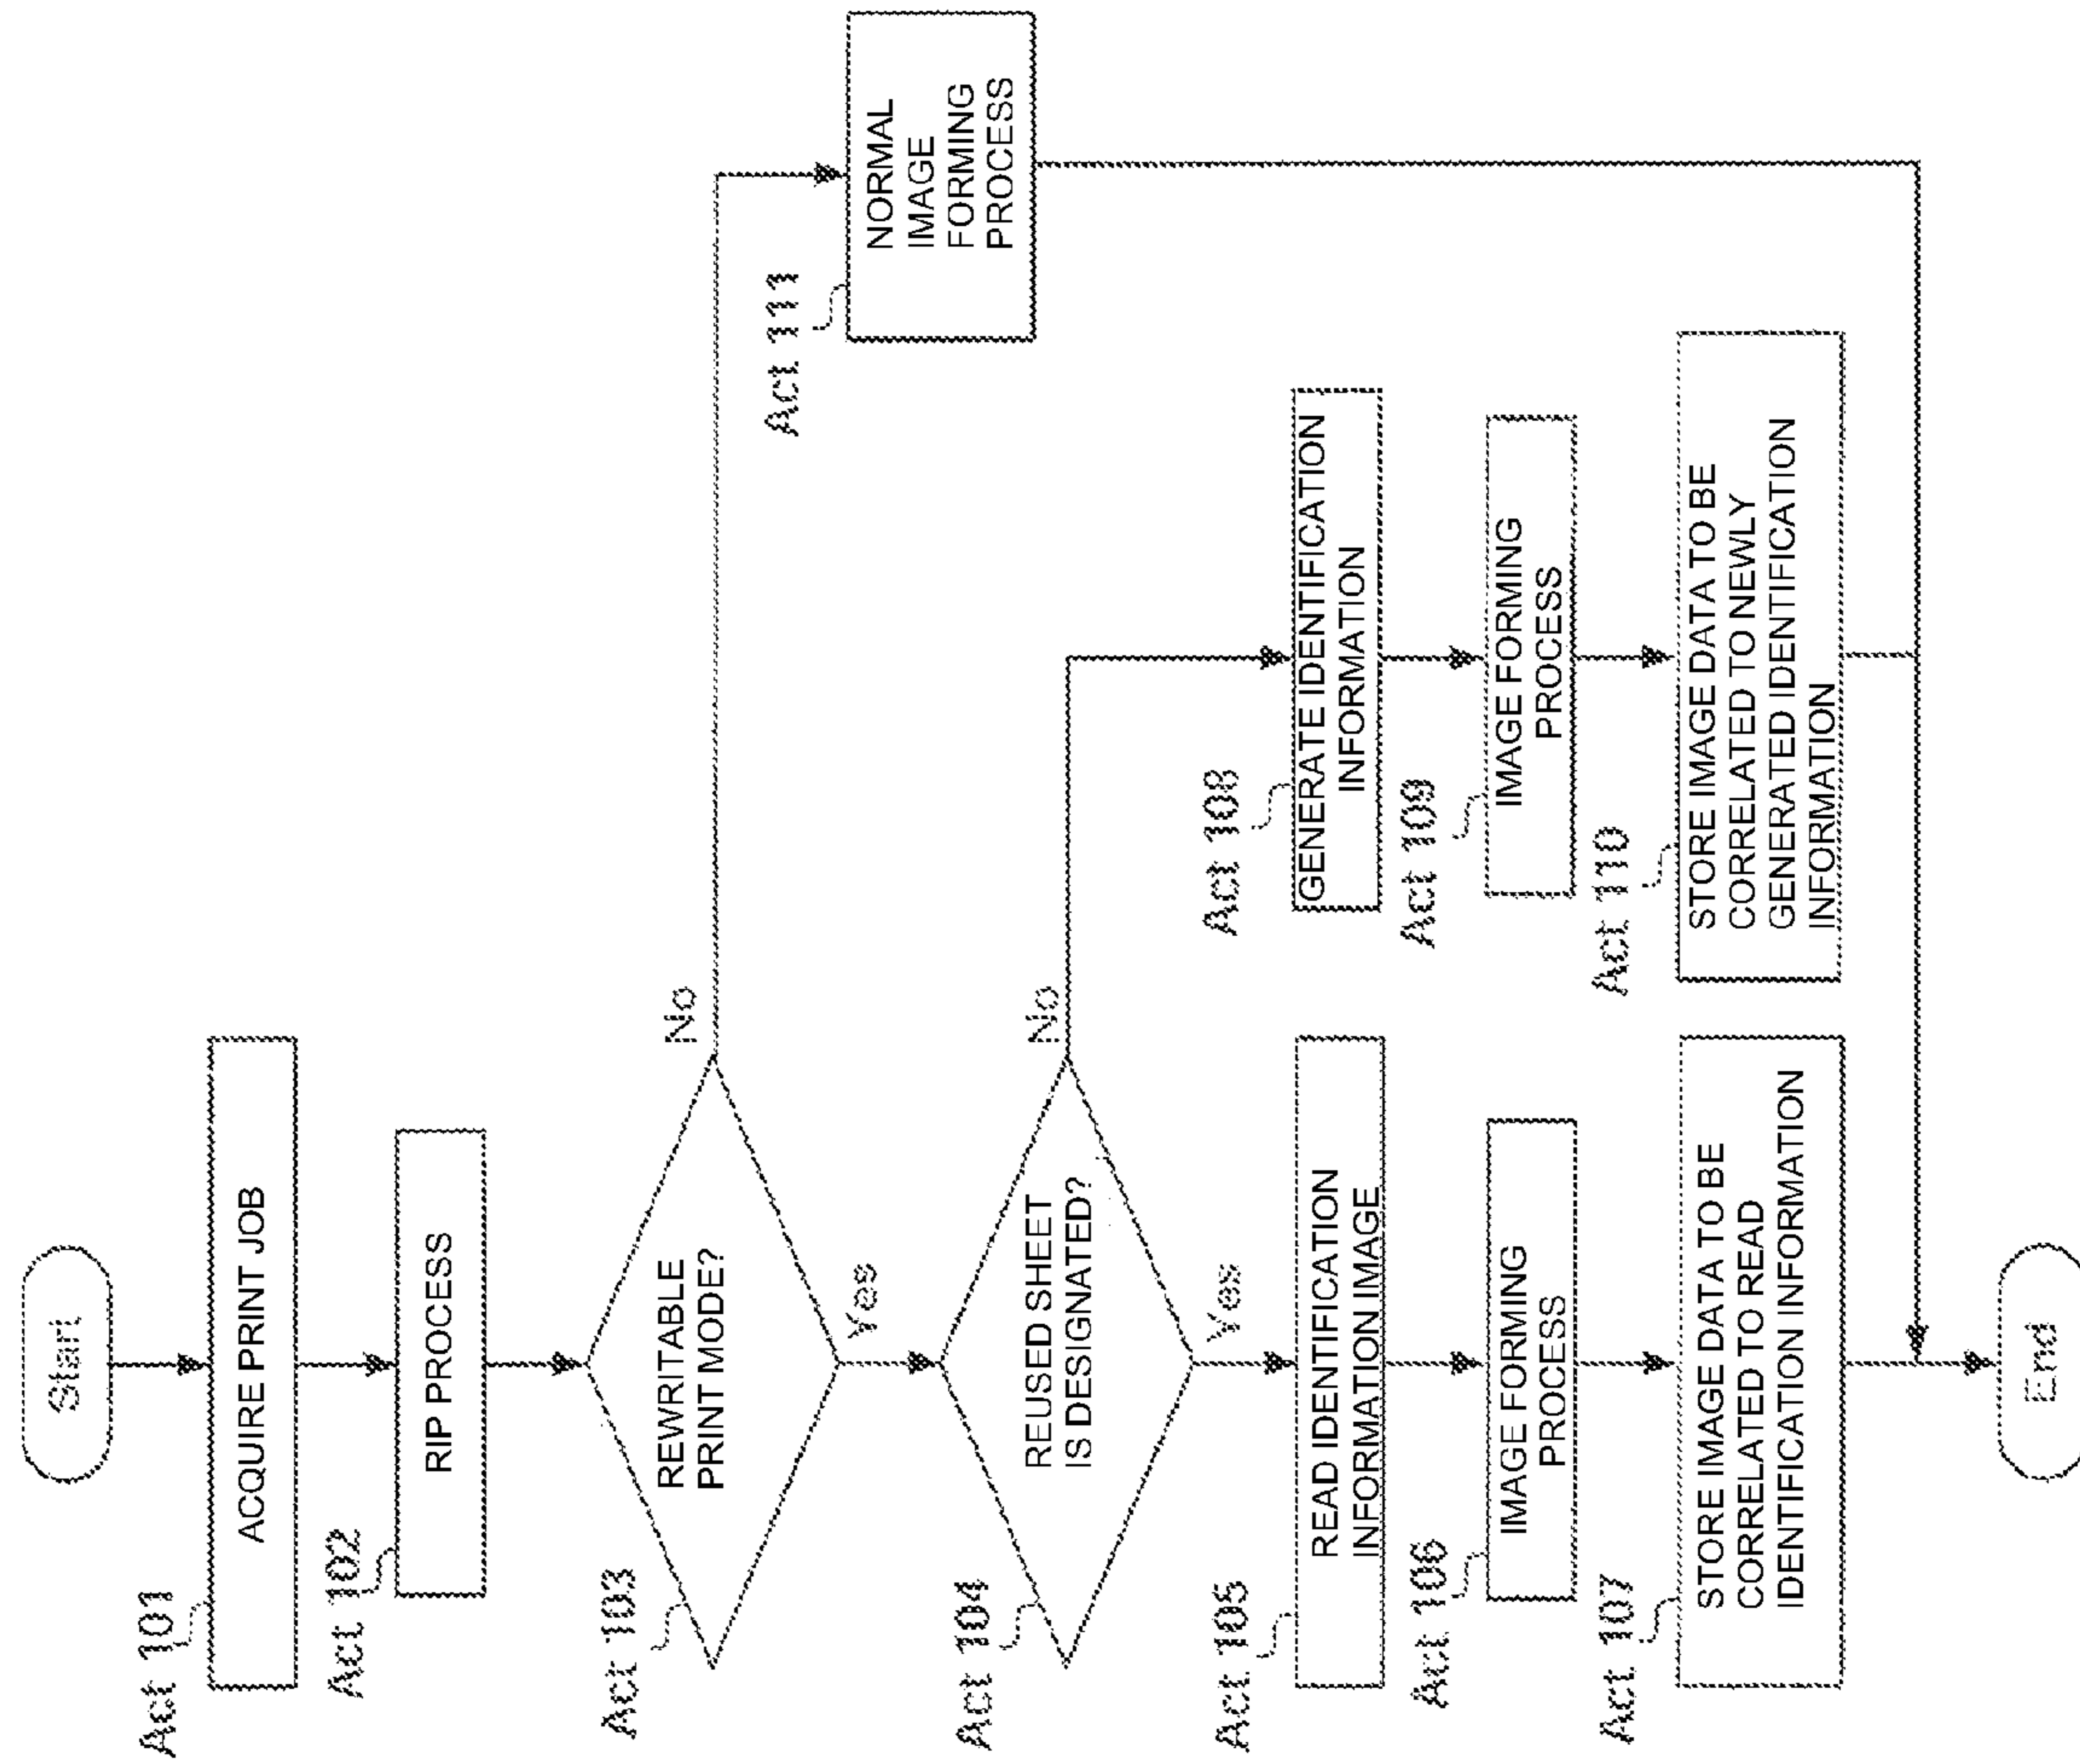 Start
Act 101
ACQUIRE PRINT JOB
Act 102
RIP PROCESS
Act 103
REWRITABLE
PRINT MODE?
No
Yes
Act 111
NORMAL
IMAGE
FORMING
PROCESS
Act 104
REUSED SHEET
IS DESIGNATED?
No
Yes
Act 105
READ IDENTIFICATION
INFORMATION IMAGE
Act 106
IMAGE FORMING
PROCESS
Act 107
STORE IMAGE DATA TO BE
CORRELATED TO READ
IDENTIFICATION INFORMATION
Act 108
GENERATE IDENTIFICATION
INFORMATION
Act 109
IMAGE FORMING
PROCESS
Act 110
STORE IMAGE DATA TO BE
CORRELATED TO NEWLY
GENERATED IDENTIFICATION
INFORMATION
End